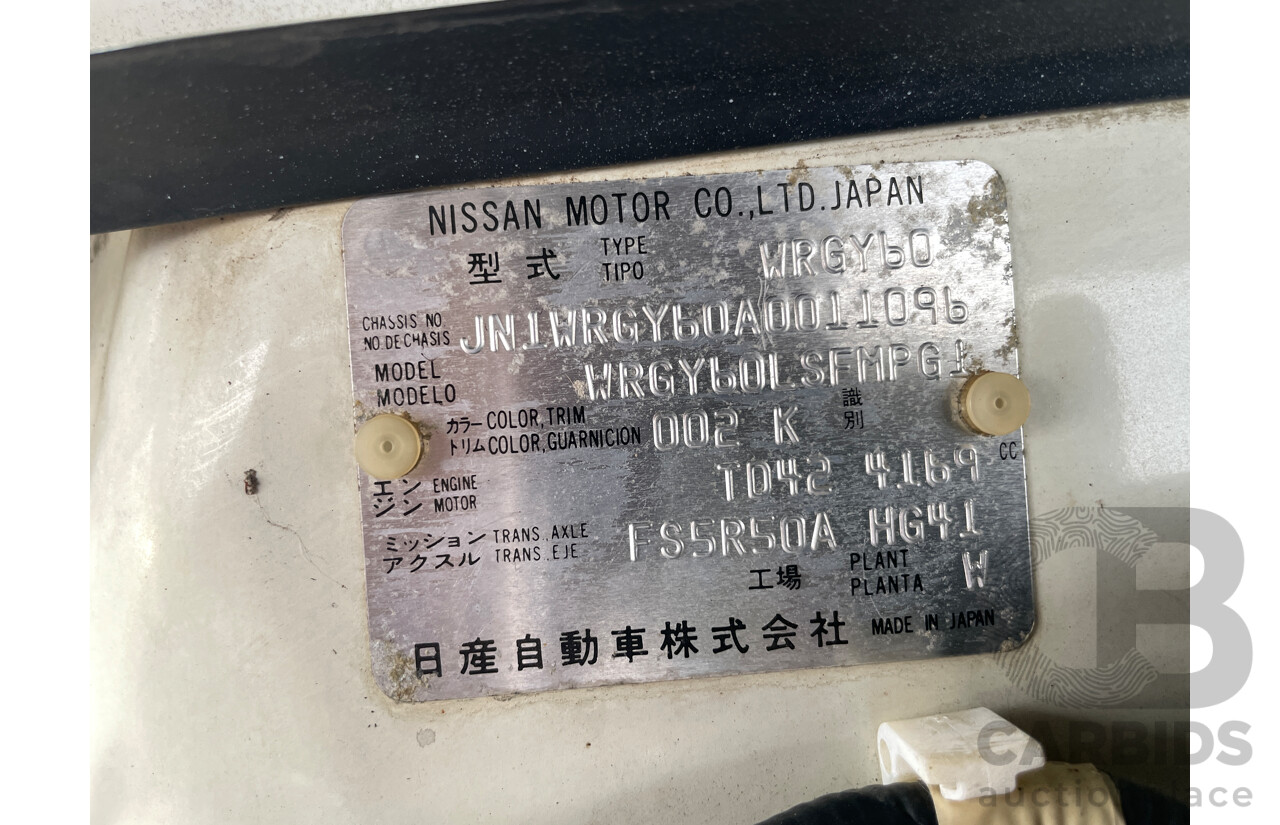 NISSAN MOTOR CO.,LTD.JAPAN
型式 TYPE TIPO WRGY60
CHASSIS NO NO DE CHASIS JN1WRGY60A0011096
MODEL MODELO WRGY60LSFMPG1
カラー COLOR,TRIM トリム COLOR,GUARNICION 002 K 識別
エンジン ENGINE MOTOR TD42 4169 CC
ミッション TRANS.,AXLE アクスル TRANS.EJE FS5R50A HG41
工場 PLANT PLANTA W
日産自動車株式会社 MADE IN JAPAN
CB
CARBIDS